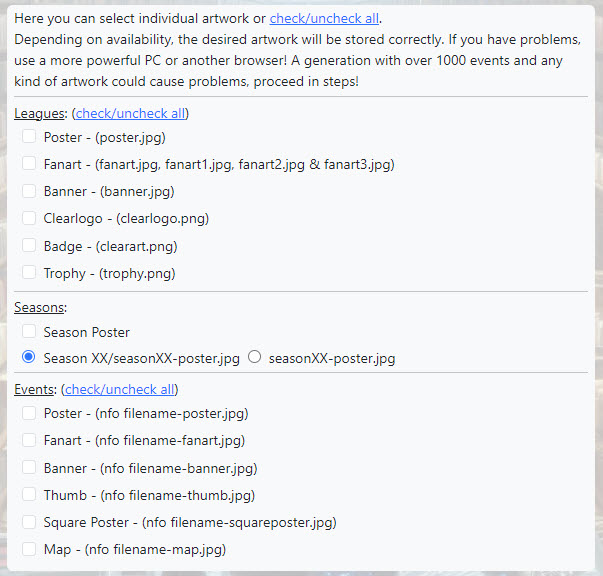 Here you can select individual artwork or check/uncheck all.
Depending on availability, the desired artwork will be stored correctly. If you have problems,
use a more powerful PC or another browser! A generation with over 1000 events and any
kind of artwork could cause problems, proceed in steps!
Leagues: (check/uncheck all)
Poster - (poster.jpg)
Fanart - (fanart.jpg, fanart1.jpg, fanart2.jpg & fanart3.jpg)
Banner - (banner.jpg)
Clearlogo - (clearlogo.png)
Badge - (clearart.png)
Trophy - (trophy.png)
Seasons:
Season Poster
Season XX/seasonXX-poster.jpg seasonXX-poster.jpg
Events: (check/uncheck all)
Poster - (nfo filename-poster.jpg)
Fanart - (nfo filename-fanart.jpg)
Banner - (nfo filename-banner.jpg)
Thumb - (nfo filename-thumb.jpg)
Square Poster - (nfo filename-squareposter.jpg)
Map - (nfo filename-map.jpg)